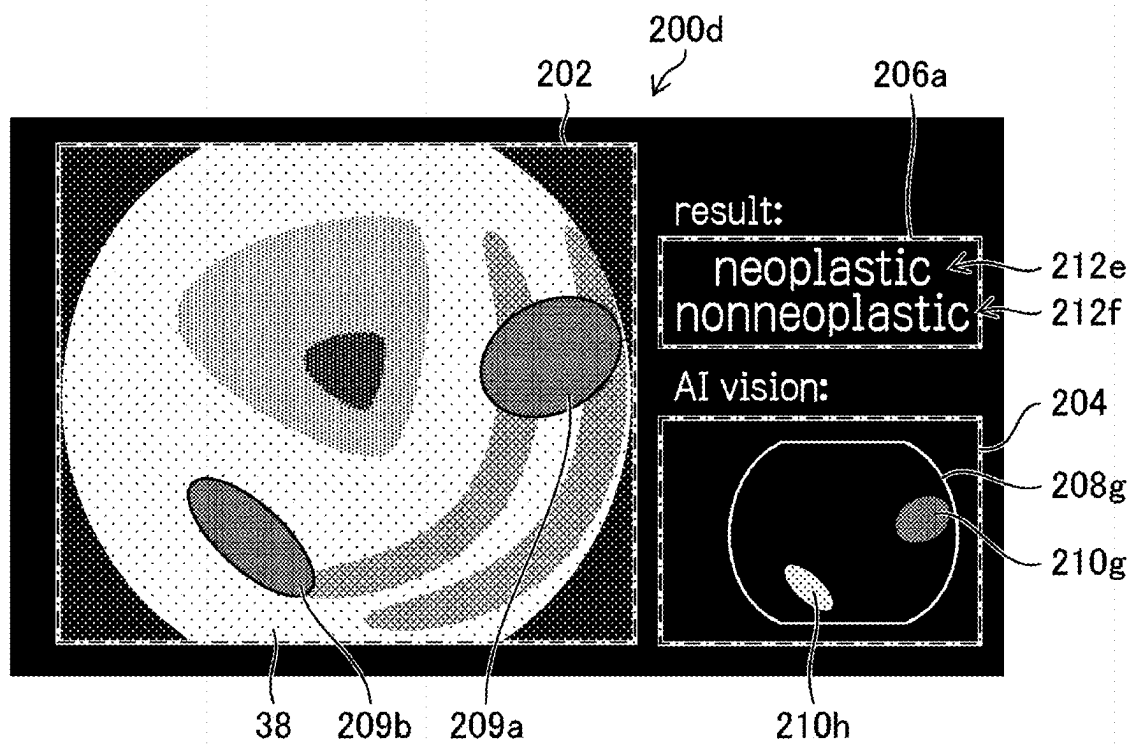 200d
202
206a
result:
neoplastic
212e
nonneoplastic
212f
AI vision:
204
208g
210g
38
209b
209a
210h